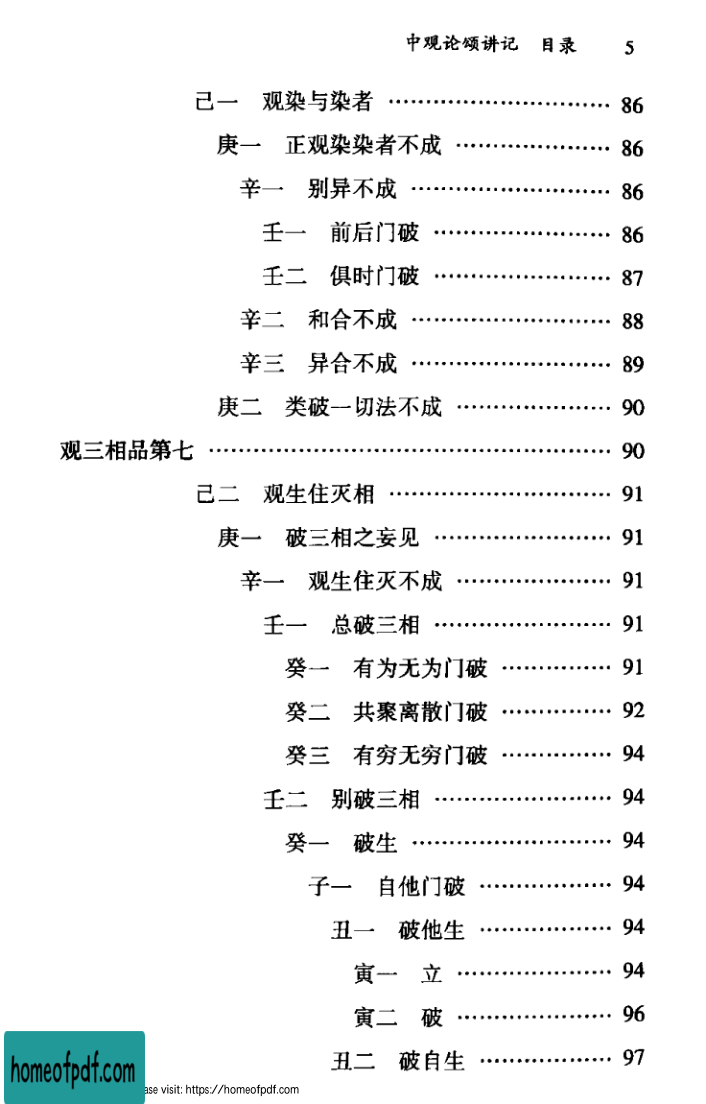 中观论颂讲记 目录 5
己一 观染与染者 …………………………… 86
庚一 正观染染者不成 ………………… 86
辛一 别异不成 ……………………… 86
壬一 前后门破 …………………… 86
壬二 俱时门破 …………………… 87
辛二 和合不成 ……………………… 88
辛三 异合不成 ……………………… 89
庚二 类破一切法不成 ………………… 90
观三相品第七 ……………………………………………… 90
己二 观生住灭相 ………………………… 91
庚一 破三相之妄见 …………………… 91
辛一 观生住灭不成 ………………… 91
壬一 总破三相 …………………… 91
癸一 有为无为门破 …………… 91
癸二 共聚离散门破 …………… 92
癸三 有穷无穷门破 …………… 94
壬二 别破三相 …………………… 94
癸一 破生 ……………………… 94
子一 自他门破 ……………… 94
丑一 破他生 ……………… 94
寅一 立 ………………… 94
寅二 破 ………………… 96
丑二 破自生 ……………… 97
homeofpdf.com
ase visit: https://homeofpdf.com